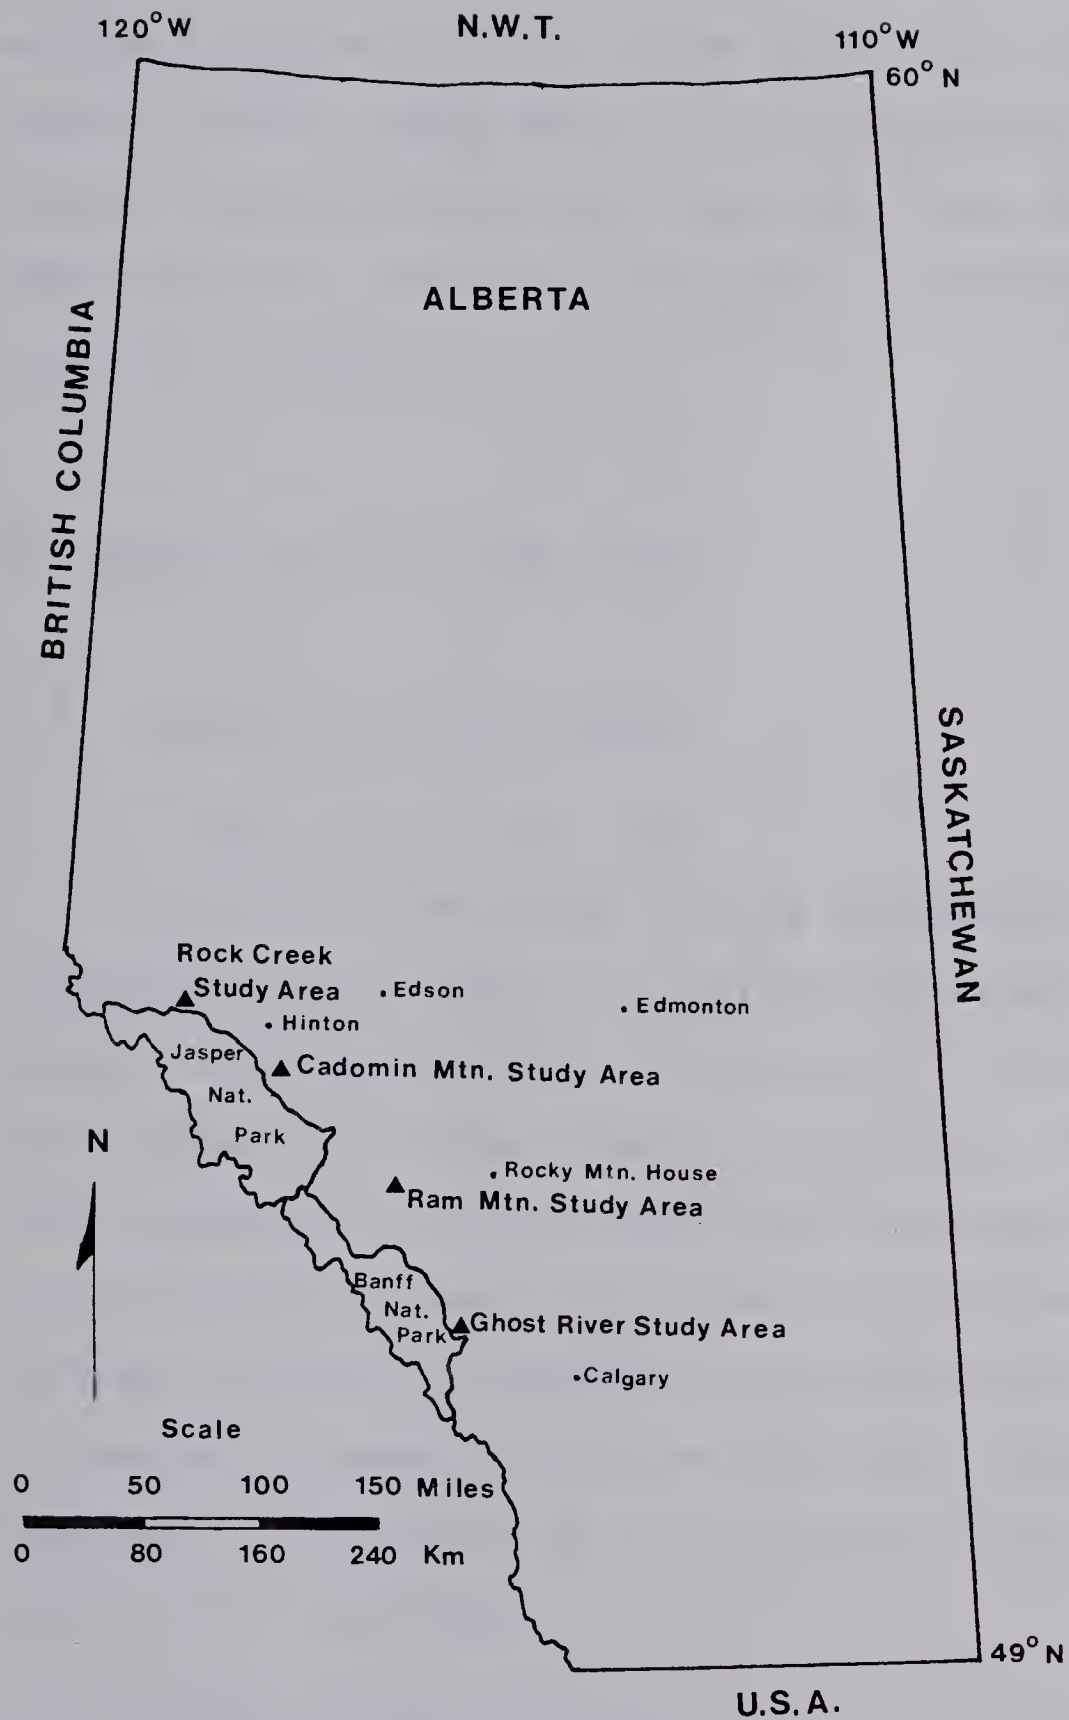 120°W
N.W.T.
110°W
60°N
ALBERTA
BRITISH COLUMBIA
SASKATCHEWAN
Rock Creek
Study Area
Edson
Edmonton
Hinton
Jasper
Nat.
Park
Cadomin Mtn. Study Area
N
Rocky Mtn. House
Ram Mtn. Study Area
Banff
Nat.
Park
Ghost River Study Area
Calgary
Scale
0 50 100 150 Miles
0 80 160 240 Km
49°N
U.S.A.